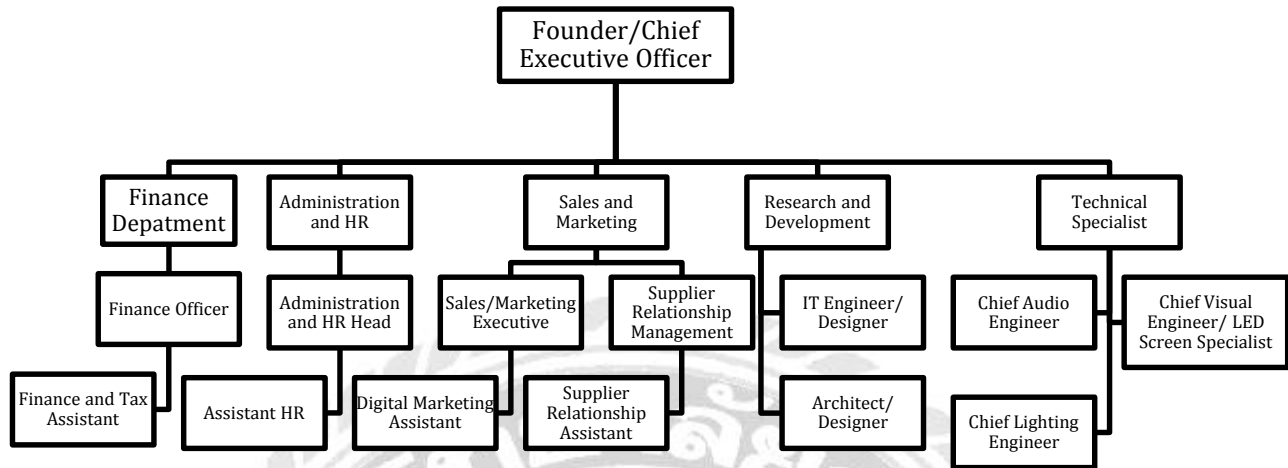 Founder/Chief
Executive Officer
Finance
Depatment
Administration
and HR
Sales and
Marketing
Research and
Development
Technical
Specialist
Finance Officer
Administration
and HR Head
Sales/Marketing
Executive
Supplier
Relationship
Management
IT Engineer/
Designer
Chief Audio
Engineer
Chief Visual
Engineer/ LED
Screen Specialist
Finance and Tax
Assistant
Assistant HR
Digital Marketing
Assistant
Supplier
Relationship
Assistant
Architect/
Designer
Chief Lighting
Engineer